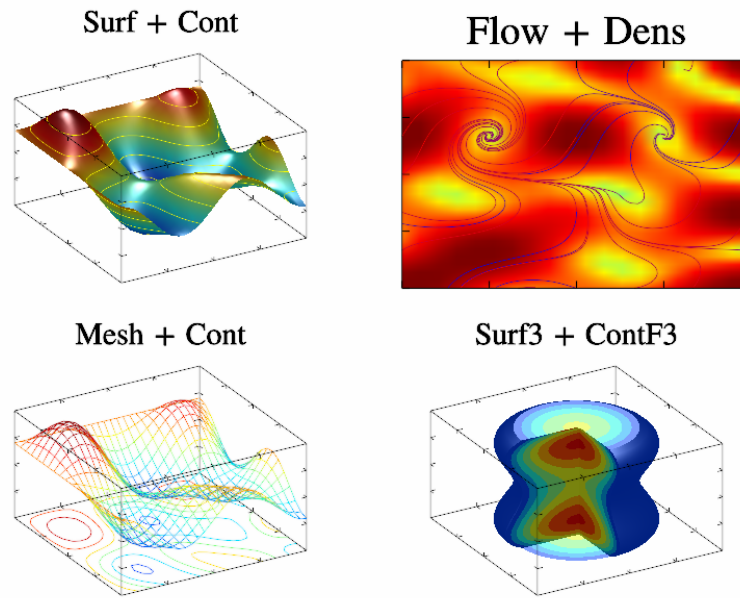 Surf + Cont
Flow + Dens
Mesh + Cont
Surf3 + ContF3